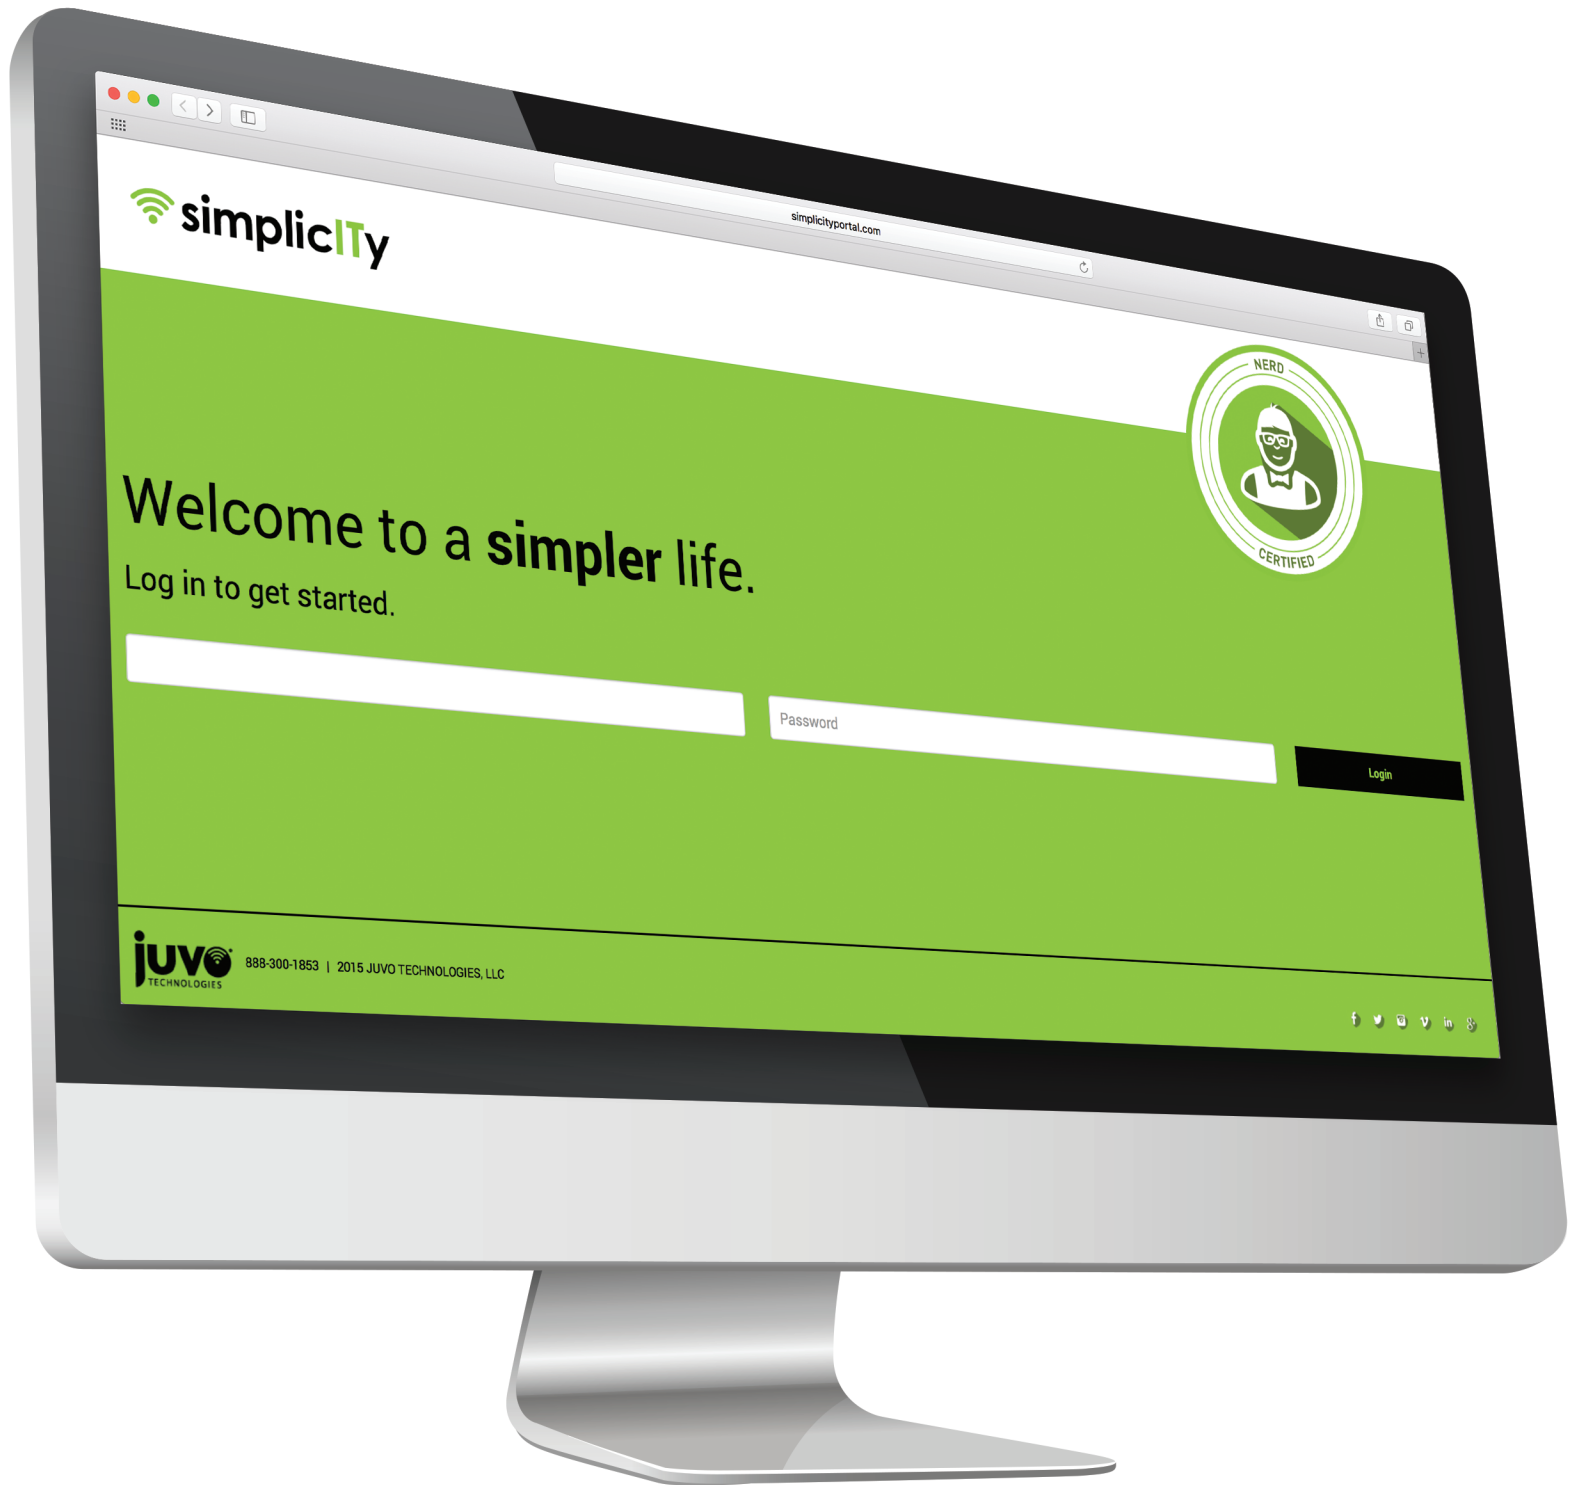 simplicityportal.com
simplicITy
NERD
CERTIFIED
Welcome to a simpler life.
Log in to get started.
Password
Login
juvo
TECHNOLOGIES
888-300-1853 | 2015 JUVO TECHNOLOGIES, LLC